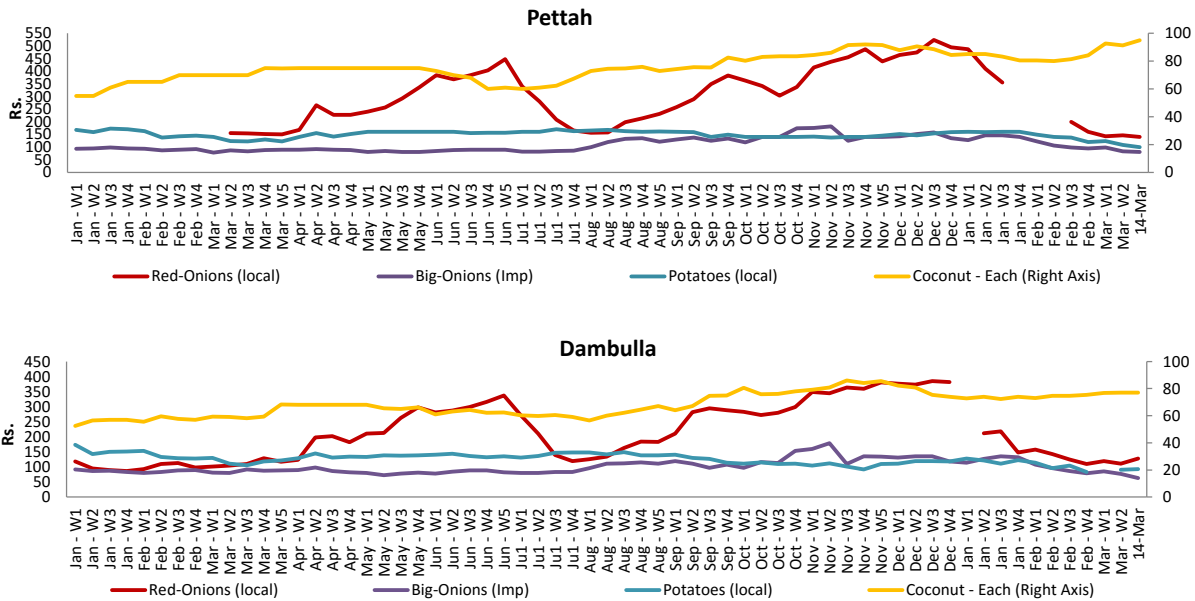 Pettah
Rs.
550
500
450
400
350
300
250
200
150
100
50
0
100
80
60
40
20
0
Jan - W1
Jan - W2
Jan - W3
Jan - W4
Feb - W1
Feb - W2
Feb - W3
Feb - W4
Mar - W1
Mar - W2
Mar - W3
Mar - W4
Mar - W5
Apr - W1
Apr - W2
Apr - W3
Apr - W4
May - W1
May - W2
May - W3
May - W4
Jun - W1
Jun - W2
Jun - W3
Jun - W4
Jun - W5
Ju1 - W1
Ju1 - W2
Ju1 - W3
Ju1 - W4
Aug - W1
Aug - W2
Aug - W3
Aug - W4
Aug - W5
Sep - W1
Sep - W2
Sep - W3
Sep - W4
Oct - W1
Oct - W2
Oct - W3
Oct - W4
Nov - W1
Nov - W2
Nov - W3
Nov - W4
Nov - W5
Dec - W1
Dec - W2
Dec - W3
Dec - W4
Jan - W1
Jan - W2
Jan - W3
Jan - W4
Feb - W1
Feb - W2
Feb - W3
Feb - W4
Mar - W1
Mar - W2
14-Mar
Red-Onions (local) Big-Onions (Imp) Potatoes (local) Coconut - Each (Right Axis)
Dambulla
Rs.
450
400
350
300
250
200
150
100
50
0
100
80
60
40
20
0
Jan - W1
Jan - W2
Jan - W3
Jan - W4
Feb - W1
Feb - W2
Feb - W3
Feb - W4
Mar - W1
Mar - W2
Mar - W3
Mar - W4
Mar - W5
Apr - W1
Apr - W2
Apr - W3
Apr - W4
May - W1
May - W2
May - W3
May - W4
Jun - W1
Jun - W2
Jun - W3
Jun - W4
Jun - W5
Ju1 - W1
Ju1 - W2
Ju1 - W3
Ju1 - W4
Aug - W1
Aug - W2
Aug - W3
Aug - W4
Aug - W5
Sep - W1
Sep - W2
Sep - W3
Sep - W4
Oct - W1
Oct - W2
Oct - W3
Oct - W4
Nov - W1
Nov - W2
Nov - W3
Nov - W4
Nov - W5
Dec - W1
Dec - W2
Dec - W3
Dec - W4
Jan - W1
Jan - W2
Jan - W3
Jan - W4
Feb - W1
Feb - W2
Feb - W3
Feb - W4
Mar - W1
Mar - W2
14-Mar
Red-Onions (local) Big-Onions (Imp) Potatoes (local) Coconut - Each (Right Axis)